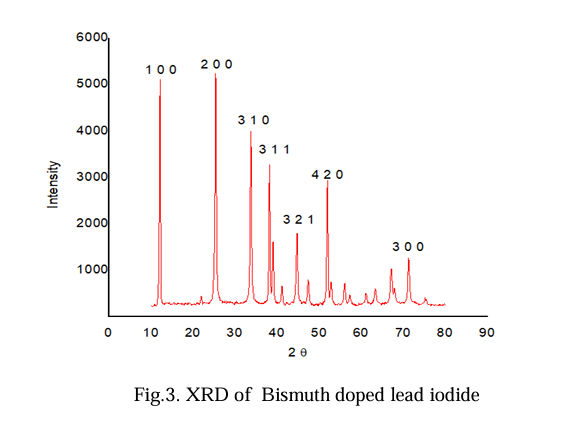 6000
5000
4000
3000
2000
1000
Intensity
1 0 0
2 0 0
3 1 0
3 1 1
3 2 1
4 2 0
3 0 0
0 10 20 30 40 50 60 70 80 90
2 θ
Fig.3. XRD of Bismuth doped lead iodide